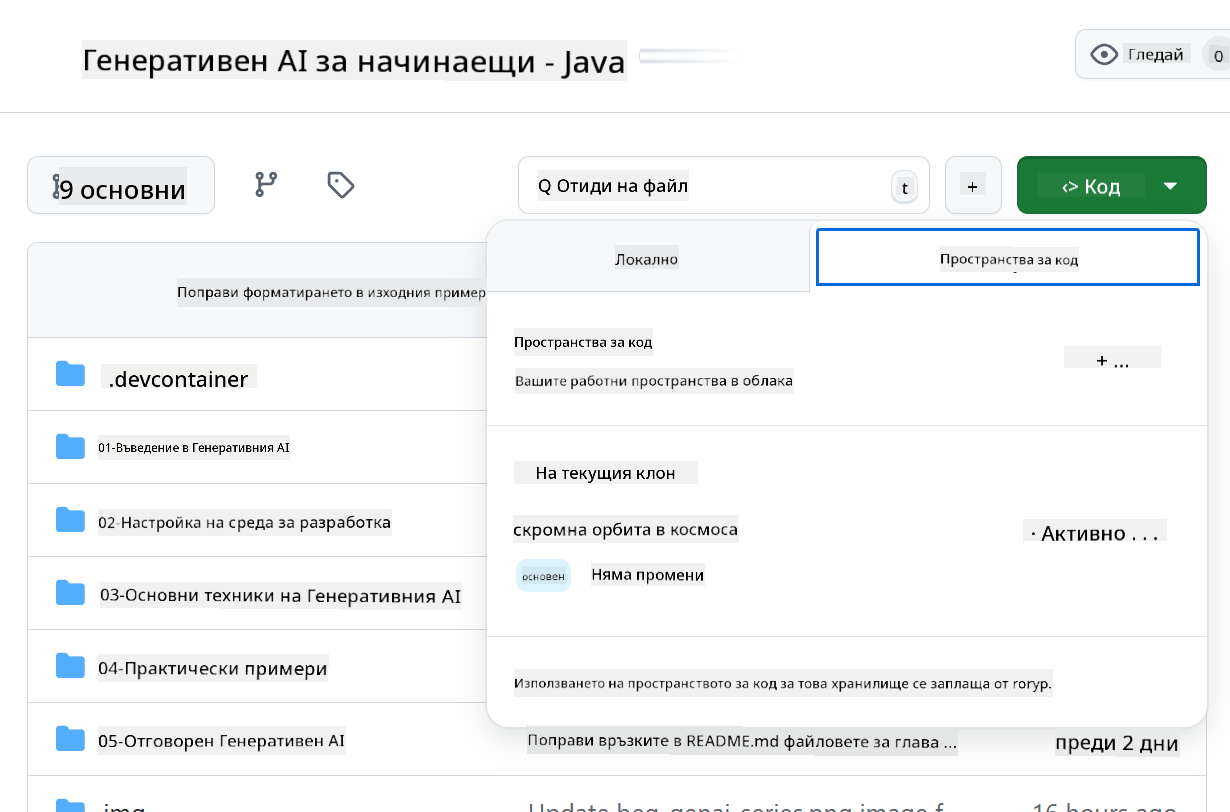 Генеративен AI за начинаещи - Java
Гледай 0
9 основни
Q Отиди на файл t + <> Код
Локално
Пространства за код
Поправи форматирането в изходния пример
Пространства за код
+ ...
Вашите работни пространства в облака
.devcontainer
01-Въведение в Генеративния AI
На текущия клон
02-Настройка на среда за разработка
скромна орбита в космоса
· Активно . . .
основен Няма промени
03-Основни техники на Генеративния AI
04-Практически примери
Използването на пространството за код за това хранилище се заплаща от roryp.
05-Отговорен Генеративен AI
Поправи връзките в README.md файловете за глава ...
преди 2 дни
.img
Update beg-genai-series.png image f
16 hours ago